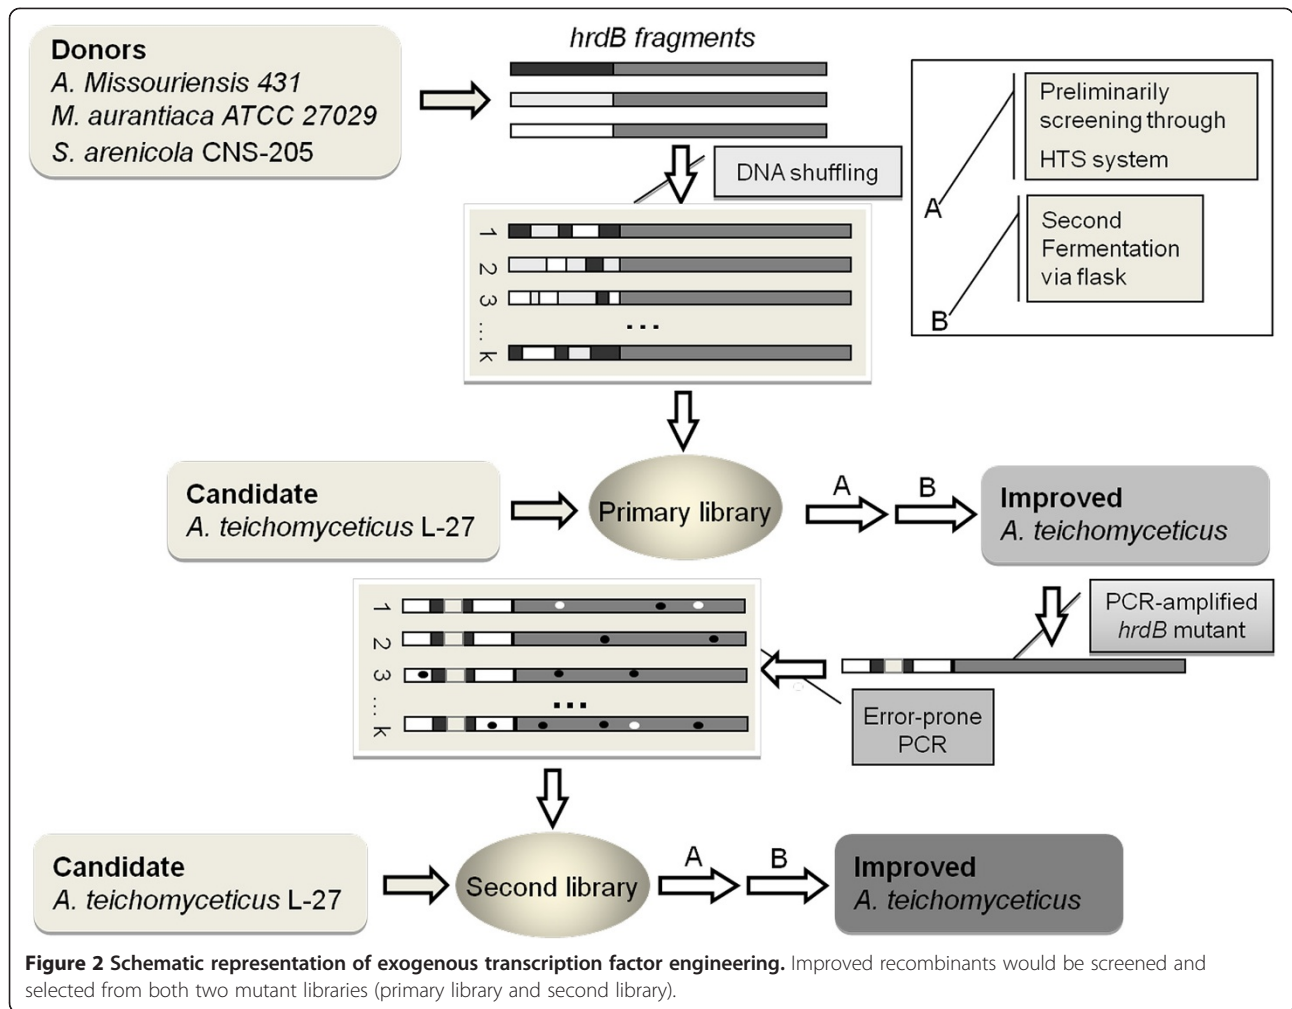 Donors
A. Missouriensis 431
M. aurantiaca ATCC 27029
S. arenicola CNS-205
hrdB fragments
DNA shuffling
Preliminarily
screening through
HTS system
A
Second
Fermentation
via flask
B
1
2
3
....
k
...
Candidate
A. teichomyceticus L-27
Primary library
A
B
Improved
A. teichomyceticus
PCR-amplified
hrdB mutant
Error-prone
PCR
1
2
3
....
k
...
Candidate
A. teichomyceticus L-27
Second library
A
B
Improved
A. teichomyceticus
Figure 2 Schematic representation of exogenous transcription factor engineering. Improved recombinants would be screened and
selected from both two mutant libraries (primary library and second library).